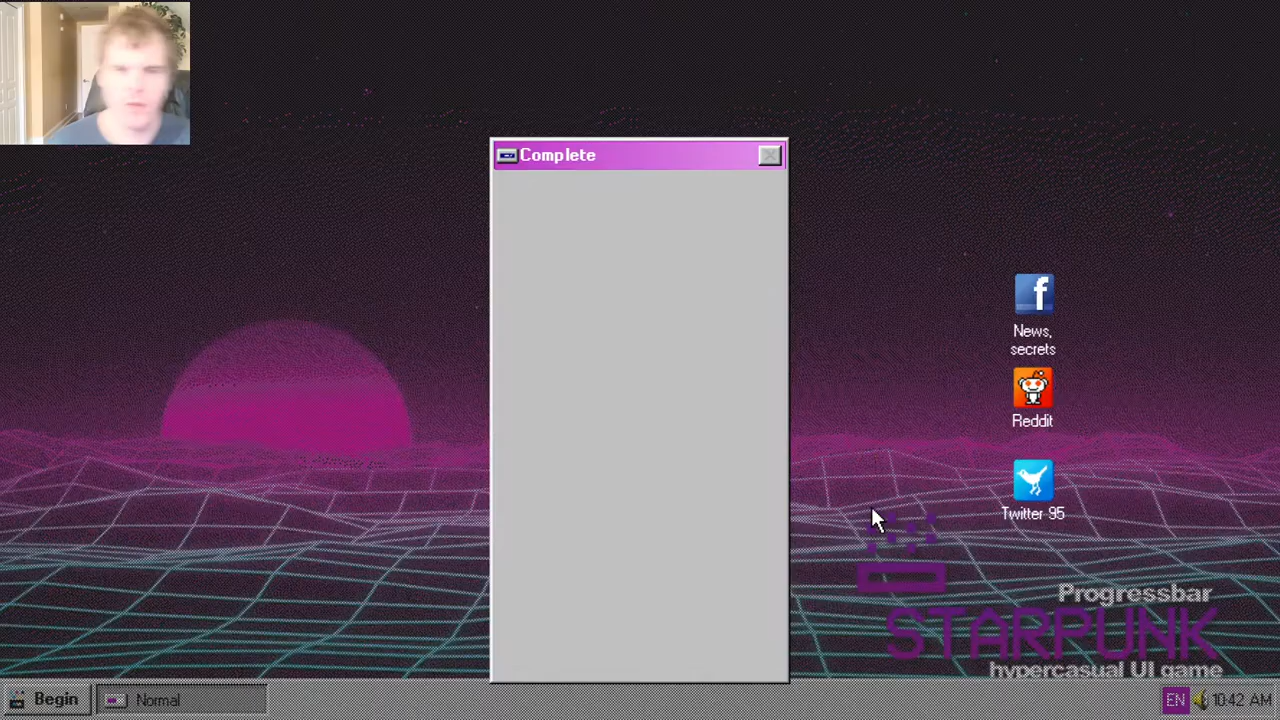 Complete
News,
secrets
Reddit
Twitter 95
Progressbar
STARPUNK
hypercasual UI game
Begin
Normal
EN
10:42 AM